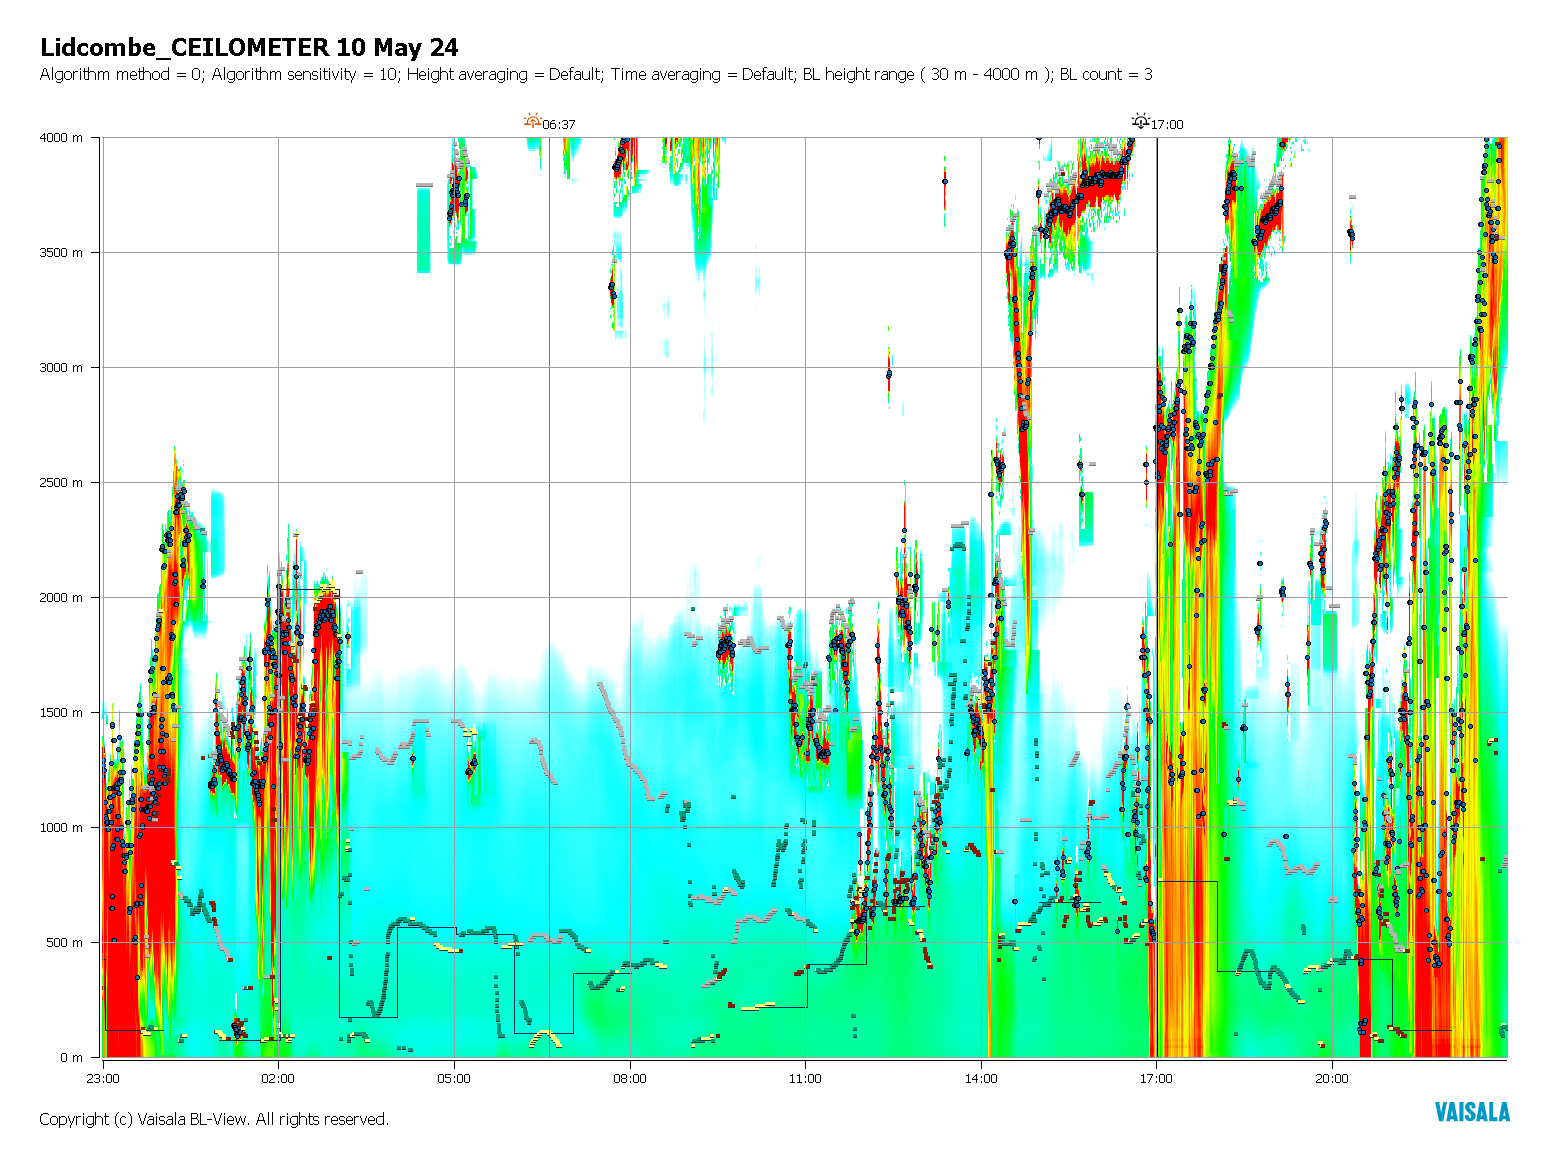 Lidcombe_CEILOMETER 10 May 24
Algorithm method = 0; Algorithm sensitivity = 10; Height averaging = Default; Time averaging = Default; BL height range ( 30 m - 4000 m ); BL count = 3
06:37
17:00
4000 m
3500 m
3000 m
2500 m
2000 m
1500 m
1000 m
500 m
0 m
23:00
02:00
05:00
08:00
11:00
14:00
17:00
20:00
Copyright (c) Vaisala BL-View. All rights reserved.
VAISALA